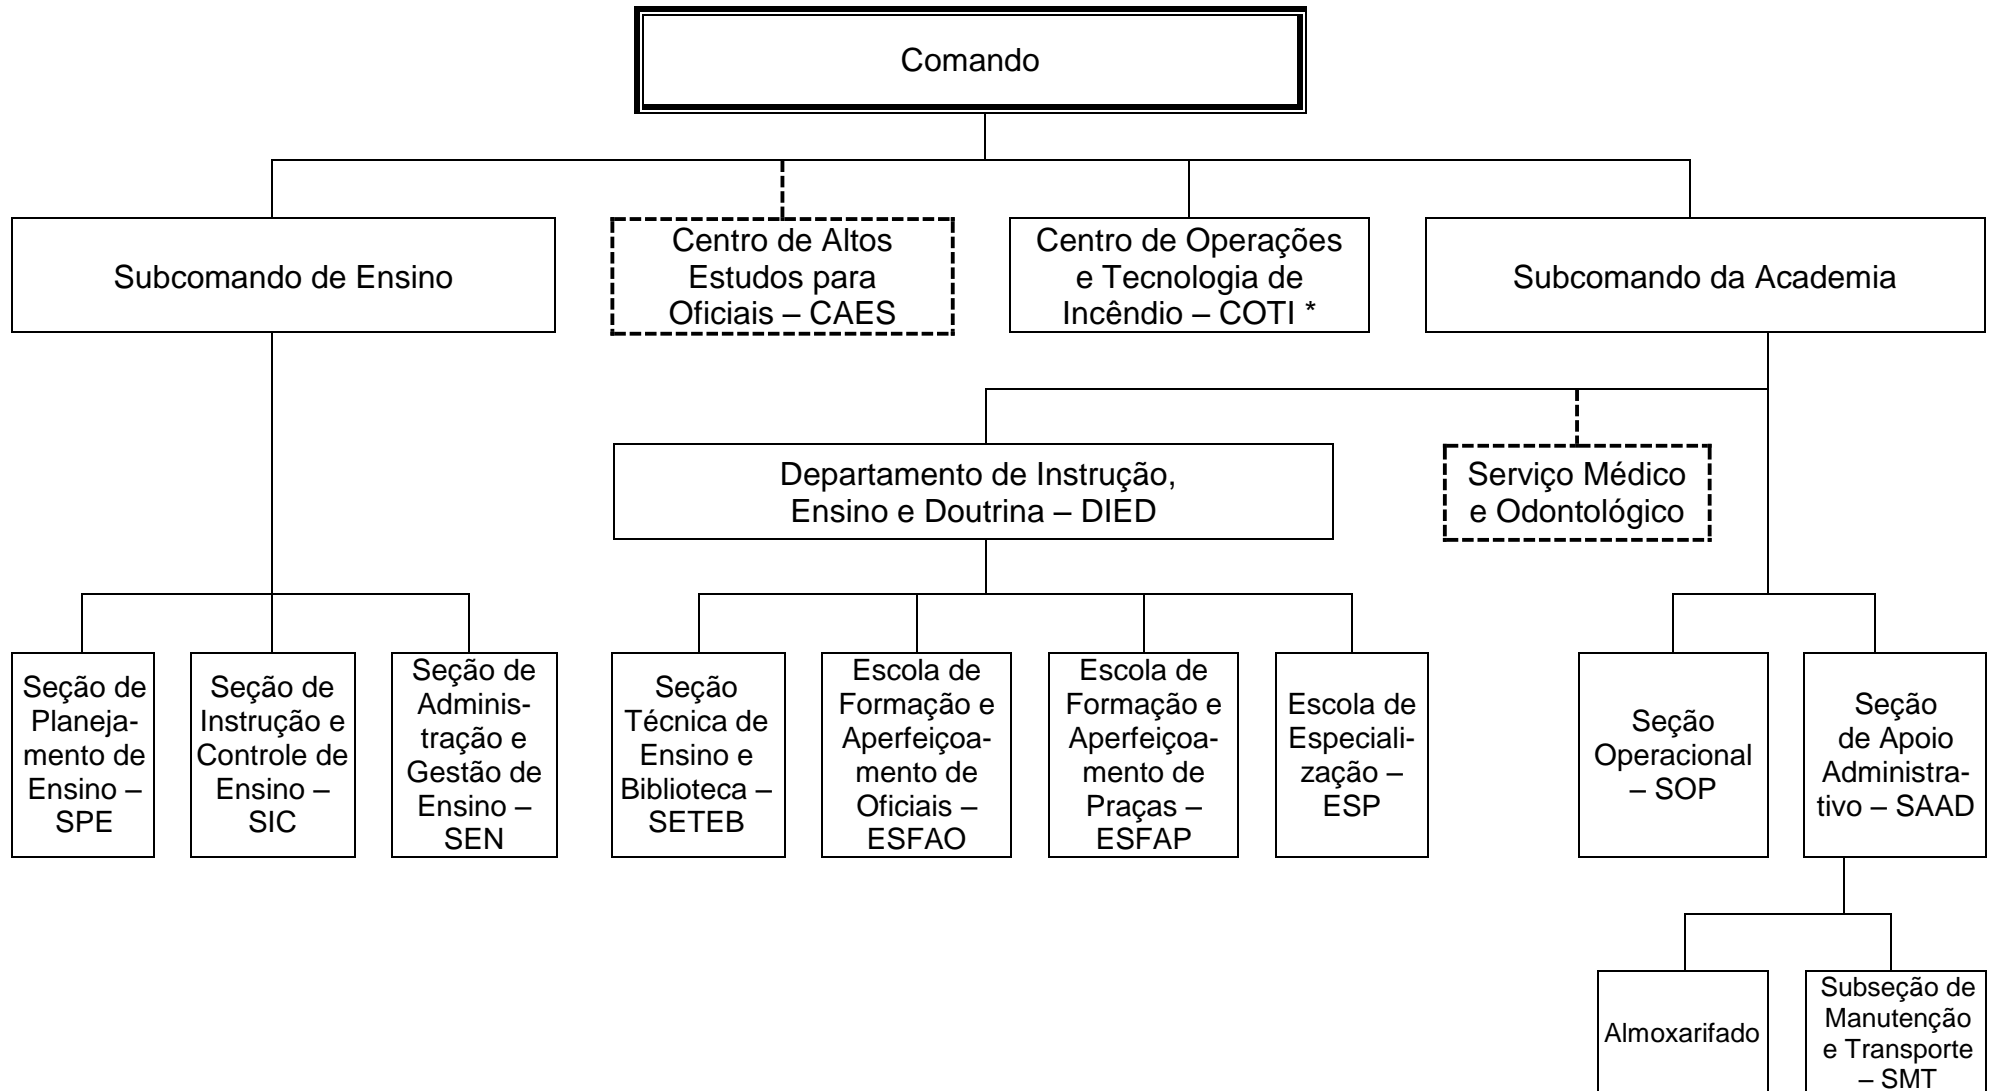 Comando
Subcomando de Ensino
Centro de Altos
Estudos para
Oficiais – CAES
Centro de Operações
e Tecnologia de
Incêndio – COTI *
Subcomando da Academia
Departamento de Instrução,
Ensino e Doutrina – DIED
Serviço Médico
e Odontológico
Seção de
Planeja-
mento de
Ensino –
SPE
Seção de
Instrução e
Controle de
Ensino –
SIC
Seção de
Adminis-
tração e
Gestão de
Ensino –
SEN
Seção
Técnica de
Ensino e
Biblioteca –
SETEB
Escola de
Formação e
Aperfeiçoa-
mento de
Oficiais –
ESFAO
Escola de
Formação e
Aperfeiçoa-
mento de
Praças –
ESFAP
Escola de
Especiali-
zação –
ESP
Seção
Operacional
– SOP
Seção
de Apoio
Administra-
tivo – SAAD
Almoxarifado
Subseção de
Manutenção
e Transporte
– SMT